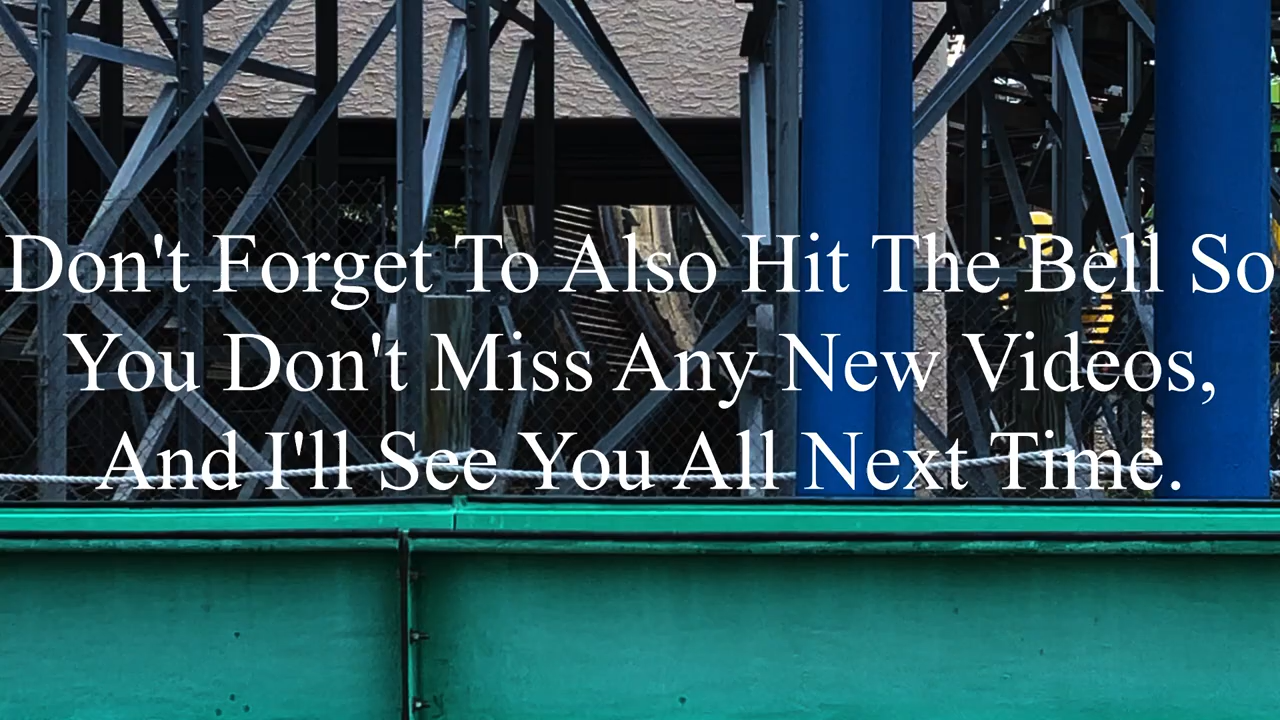 Don't Forget To Also Hit The Bell So
You Don't Miss Any New Videos,
And I'll See You All Next Time.